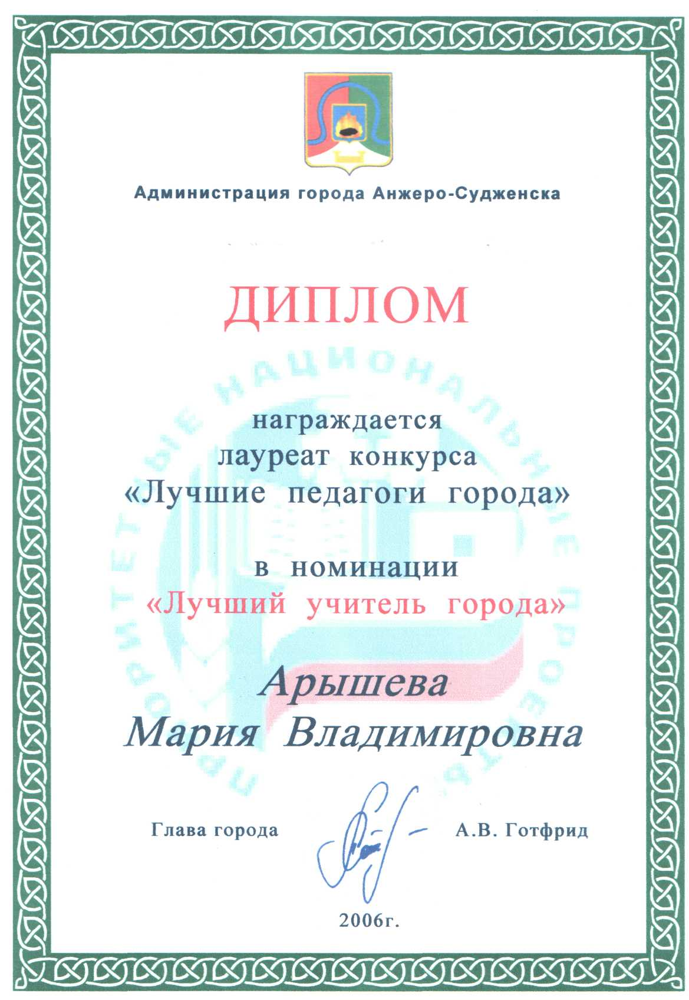 Администрация города Анжеро-Судженска
ДИПЛОМ
ПРИОРИТЕТНЫЕ НАЦИОНАЛЬНЫЕ ПРОЕКТЫ
награждается
лауреат конкурса
«Лучшие педагоги города»
в номинации
«Лучший учитель города»
Арышева
Мария Владимировна
Глава города А.В. Готфрид
2006г.